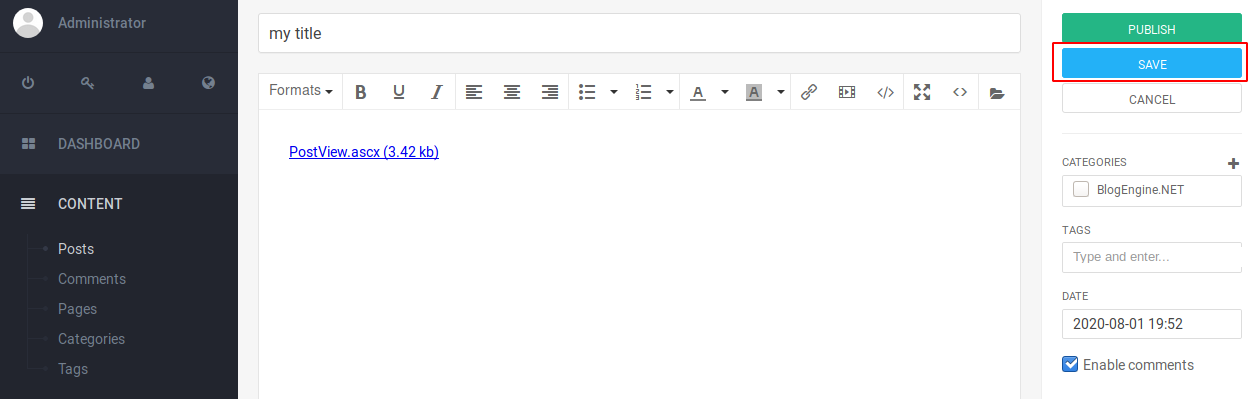 Administrator
DASHBOARD
CONTENT
Posts
Comments
Pages
Categories
Tags
my title
Formats B U I A A
PostView.ascx (3.42 kb)
PUBLISH
SAVE
CANCEL
CATEGORIES
BlogEngine.NET
TAGS
Type and enter...
DATE
2020-08-01 19:52
Enable comments